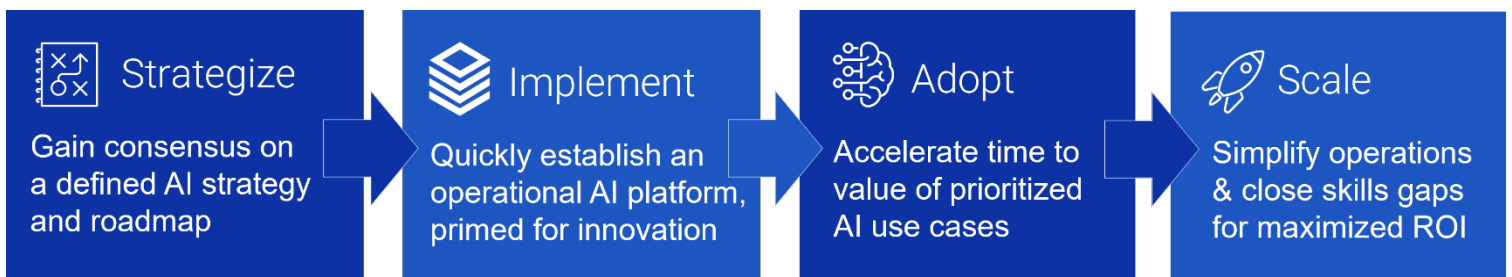 Strategize
Gain consensus on
a defined AI strategy
and roadmap
Implement
Quickly establish an
operational AI platform,
primed for innovation
Adopt
Accelerate time to
value of prioritized
AI use cases
Scale
Simplify operations
& close skills gaps
for maximized ROI